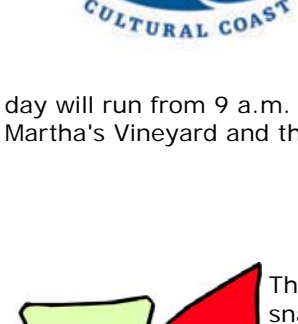 CULTURAL COAST
day will run from 9 a.m.
Martha's Vineyard and th
Th
sna